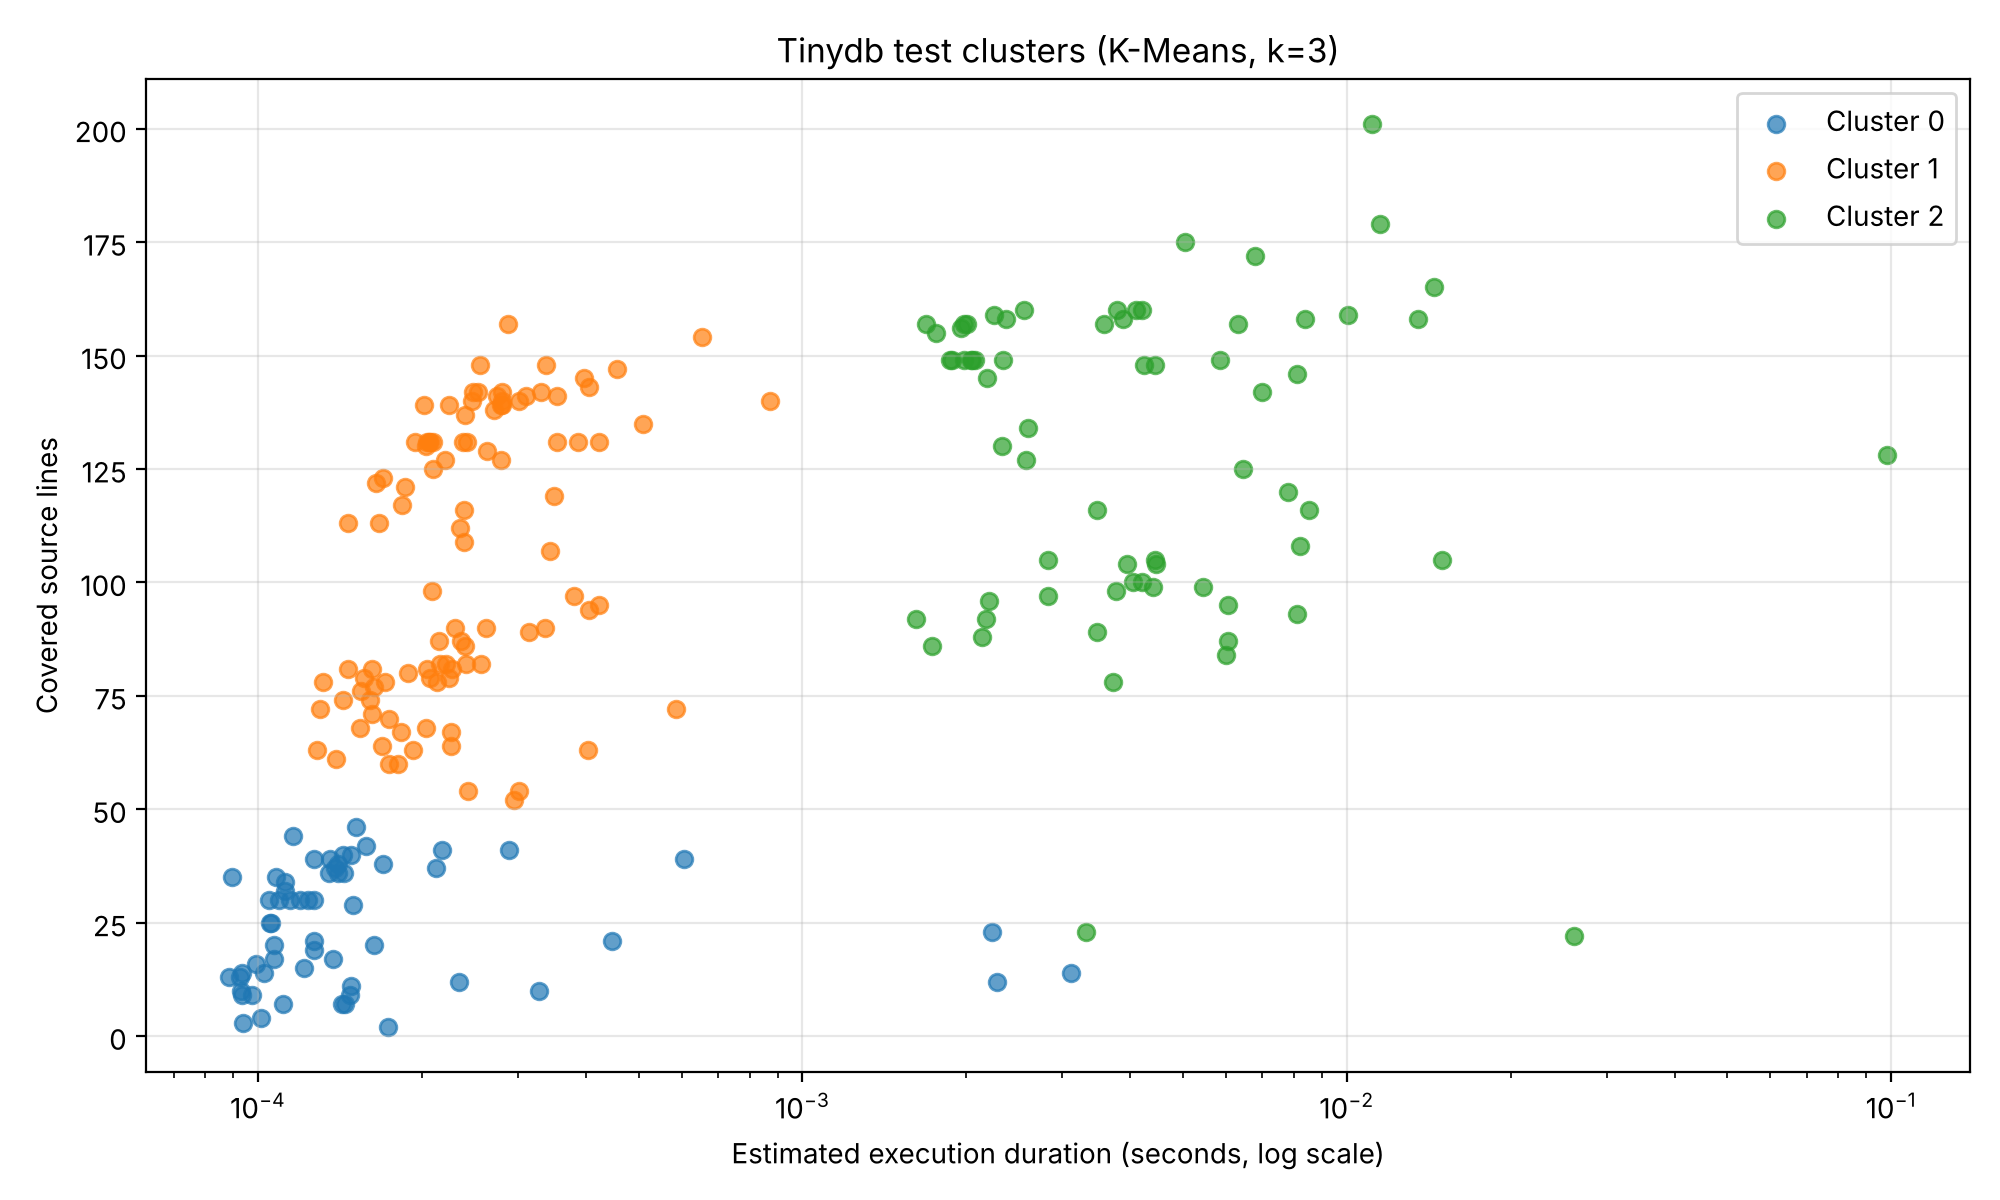 Tinydb test clusters (K-Means, k=3)
Cluster 0
Cluster 1
Cluster 2
Covered source lines
200
175
150
125
100
75
50
25
0
10⁻⁴ 10⁻³ 10⁻² 10⁻¹
Estimated execution duration (seconds, log scale)